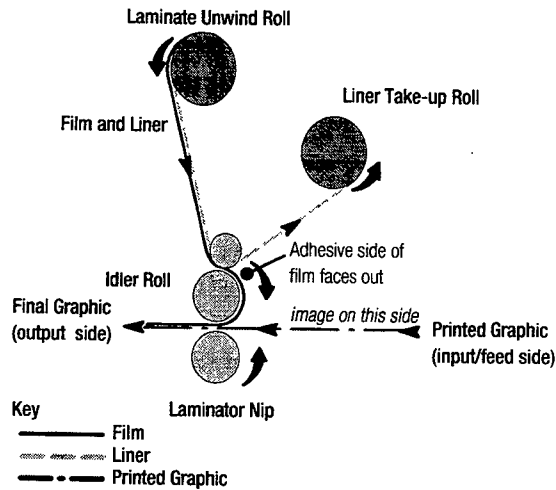 Laminate Unwind Roll
Liner Take-up Roll
Film and Liner
Adhesive side of
film faces out
Idler Roll
Final Graphic
(output side)
image on this side
Printed Graphic
(input/feed side)
Laminator Nip
Key
Film
Liner
Printed Graphic